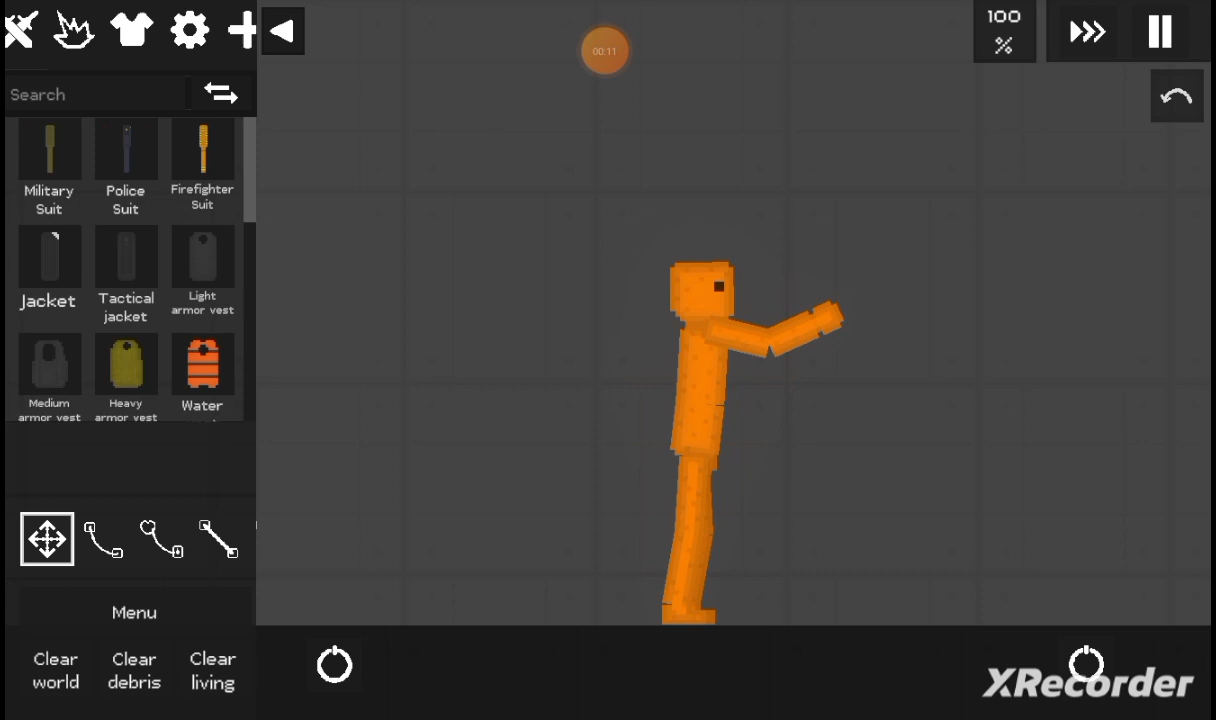 100
%
00:11
Search
Military
Suit
Police
Suit
Firefighter
Suit
Jacket
Tactical
jacket
Light
armor vest
Medium
armor vest
Heavy
armor vest
Water
Menu
Clear
world
Clear
debris
Clear
living
XRecorder